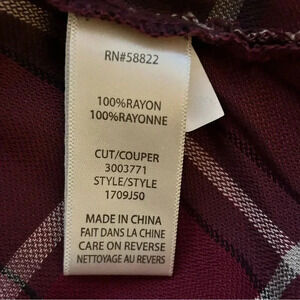 RN#58822
100%RAYON
100%RAYONNE
CUT/COUPER
3003771
STYLE/STYLE
1709J50
MADE IN CHINA
FAIT DANS LA CHINE
CARE ON REVERSE
NETTOYAGE AU REVERS